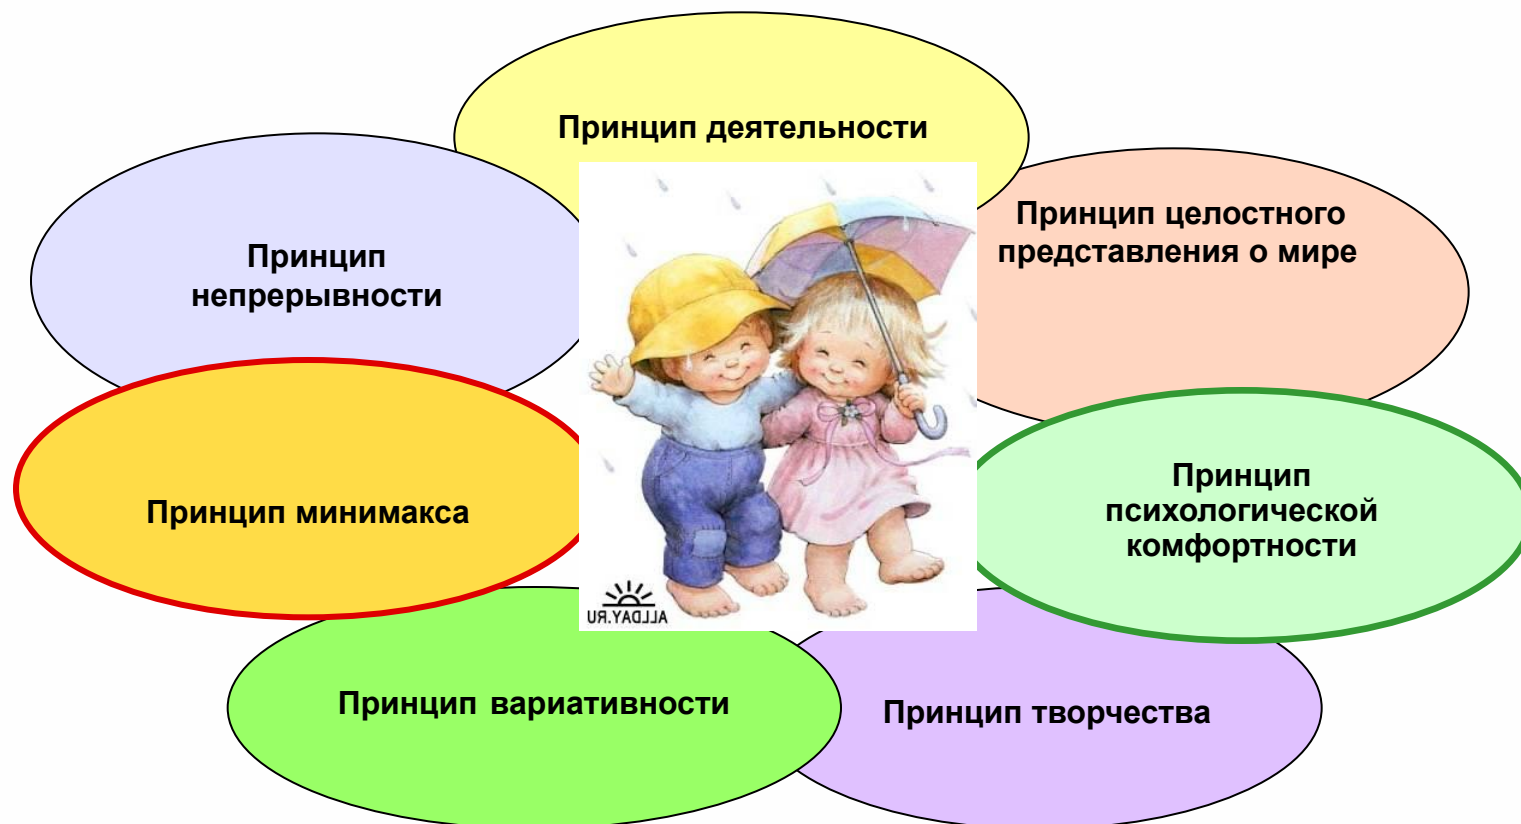 Принцип деятельности
Принцип целостного
представления о мире
Принцип
непрерывности
Принцип
психологической
комфортности
Принцип минимакса
Принцип вариативности
Принцип творчества
ALLDAY.RU